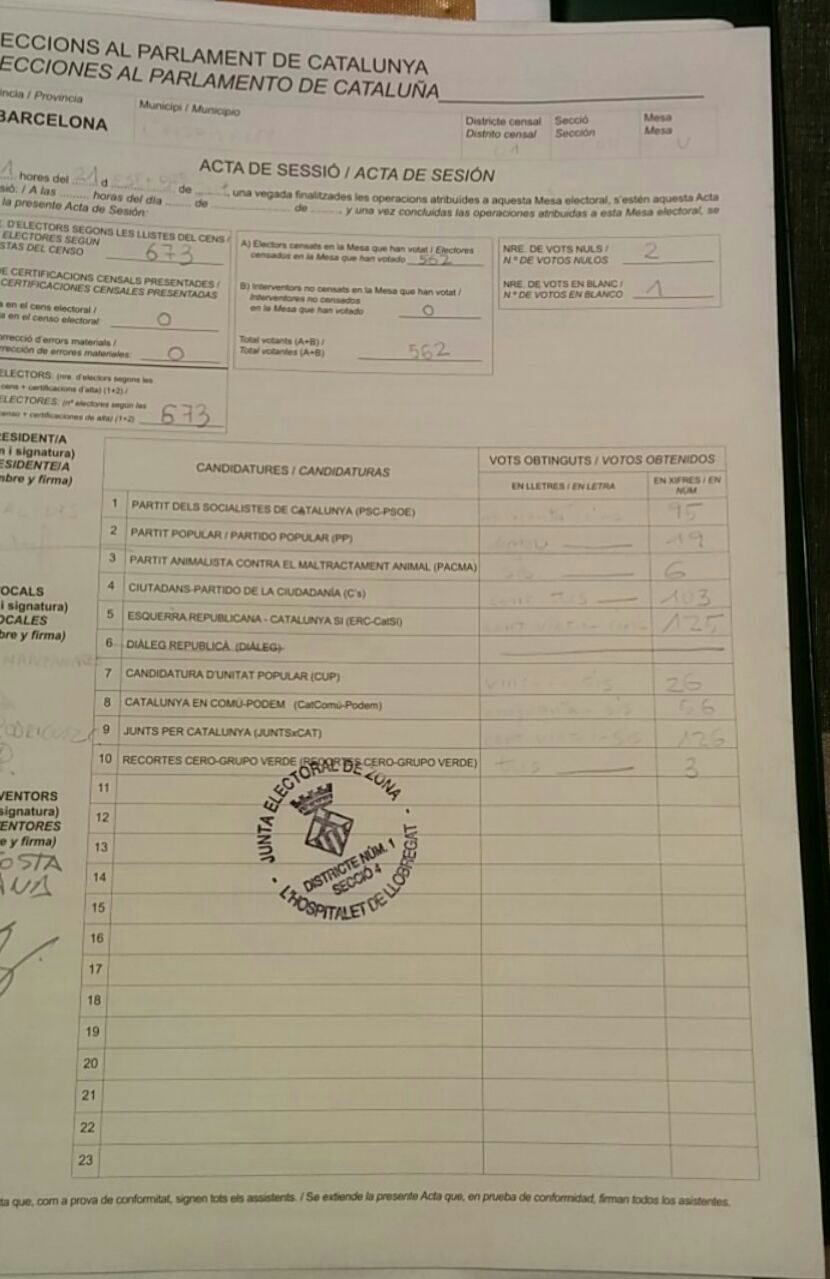 ECCIONS AL PARLAMENT DE CATALUNYA
ECCIONES AL PARLAMENTO DE CATALUÑA
ncia / Provincia
BARCELONA
Municipi / Municipio
Districte censal
Distrito censal
Secció
Sección
Mesa
Mesa
U
ACTA DE SESSIÓ / ACTA DE SESIÓN
hores del 21 d de , una vegada finalitzades les operacions atribuïdes a aquesta Mesa electoral, s'estén aquesta Acta
sió: / A las horas del día de de , y una vez concluidas las operaciones atribuidas a esta Mesa electoral, se
la presente Acta de Sesión:
D'ELECTORS SEGONS LES LLISTES DEL CENS /
ELECTORES SEGÚN
STAS DEL CENSO 673
E CERTIFICACIONS CENSALS PRESENTADES /
CERTIFICACIONES CENSALES PRESENTADAS
a en el cens electoral /
a en el censo electoral: 0
rrecció d'errors materials /
rrección de errores materiales: 0
ELECTORS: (nre. d'electors segons les
cens + certificacions d'alta) (1+2) /
ELECTORES: (nº electores según las
censo + certificaciones de alta) (1+2) 673
A) Electors censats en la Mesa que han votat / Electores
censados en la Mesa que han votado 562
B) Interventors no censats en la Mesa que han votat /
Interventores no censados
en la Mesa que han votado 0
Total votants (A+B) /
Total votantes (A+B) 562
NRE. DE VOTS NULS /
N.º DE VOTOS NULOS 2
NRE. DE VOTS EN BLANC /
N.º DE VOTOS EN BLANCO 1
RESIDENT/A
n i signatura)
ESIDENTE/A
mbre y firma)
OCALS
i signatura)
OCALES
bre y firma)
VENTORS
signatura)
VENTORES
e y firma)
OSTA
CANDIDATURES / CANDIDATURAS
VOTS OBTINGUTS / VOTOS OBTENIDOS
EN LLETRES / EN LETRA
EN XIFRES / EN
NÚM
1 PARTIT DELS SOCIALISTES DE CATALUNYA (PSC-PSOE) 95
2 PARTIT POPULAR / PARTIDO POPULAR (PP) 19
3 PARTIT ANIMALISTA CONTRA EL MALTRACTAMENT ANIMAL (PACMA) sis 6
4 CIUTADANS-PARTIDO DE LA CIUDADANÍA (C's) cent tres 103
5 ESQUERRA REPUBLICANA - CATALUNYA SI (ERC-CatSí) 125
6 DIÀLEG REPUBLICÀ (DIÀLEG)
7 CANDIDATURA D'UNITAT POPULAR (CUP) vint-i-sis 26
8 CATALUNYA EN COMÚ-PODEM (CatComú-Podem) 56
9 JUNTS PER CATALUNYA (JUNTSxCAT) cent vint-i-sis 126
10 RECORTES CERO-GRUPO VERDE (RECORTES CERO-GRUPO VERDE) tres 3
11
12
13
14
15
16
17
18
19
20
21
22
23
JUNTA ELECTORAL DE ZONA
DISTRICTE NÚM. 1
SECCIÓ 4
L'HOSPITALET DE LLOBREGAT
ta que, com a prova de conformitat, signen tots els assistents. / Se extiende la presente Acta que, en prueba de conformidad, firman todos los asistentes.